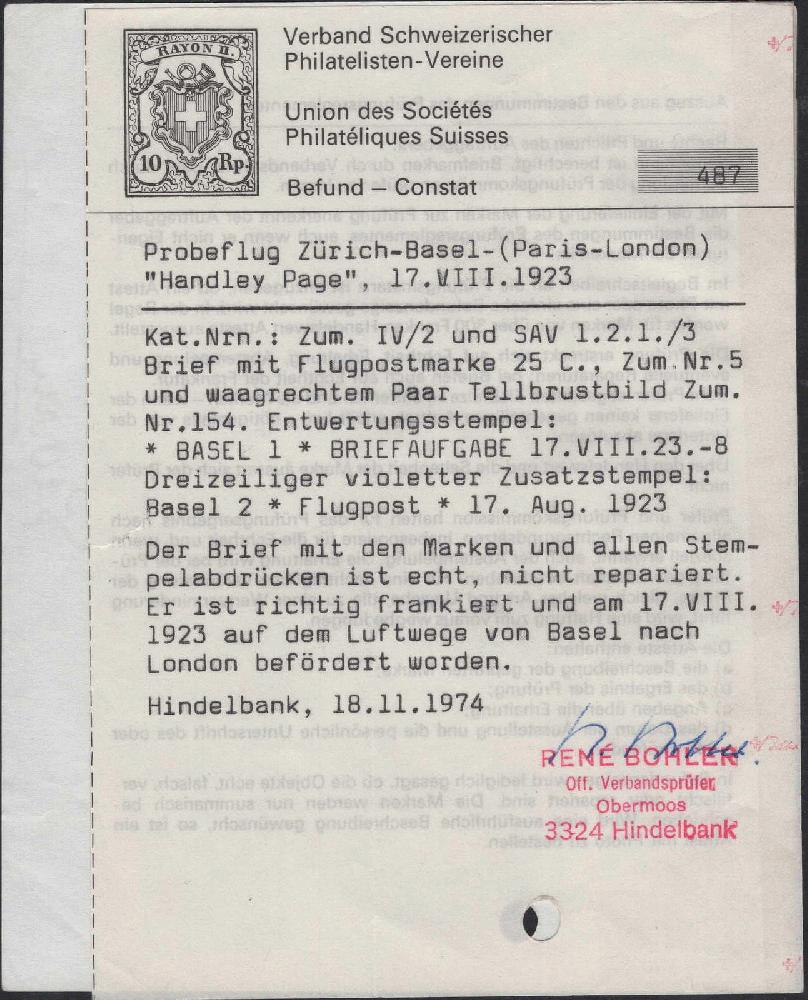 RAYON II.
10 Rp.
Verband Schweizerischer
Philatelisten-Vereine
Union des Sociétés
Philatéliques Suisses
Befund — Constat
487
Probeflug Zürich-Basel-(Paris-London)
"Handley Page", 17.VIII.1923
Kat.Nrn.: Zum. IV/2 und SAV 1.2.1./3
Brief mit Flugpostmarke 25 C., Zum.Nr.5
und waagrechtem Paar Tellbrustbild Zum.
Nr.154. Entwertungsstempel:
* BASEL 1 * BRIEFAUFGABE 17.VIII.23.-8
Dreizeiliger violetter Zusatzstempel:
Basel 2 * Flugpost * 17. Aug. 1923
Der Brief mit den Marken und allen Stem-
pelabdrücken ist echt, nicht repariert.
Er ist richtig frankiert und am 17.VIII.
1923 auf dem Luftwege von Basel nach
London befördert worden.
Hindelbank, 18.11.1974
RENÉ BOHLEN
Off. Verbandsprüfer
Obermoos
3324 Hindelbank